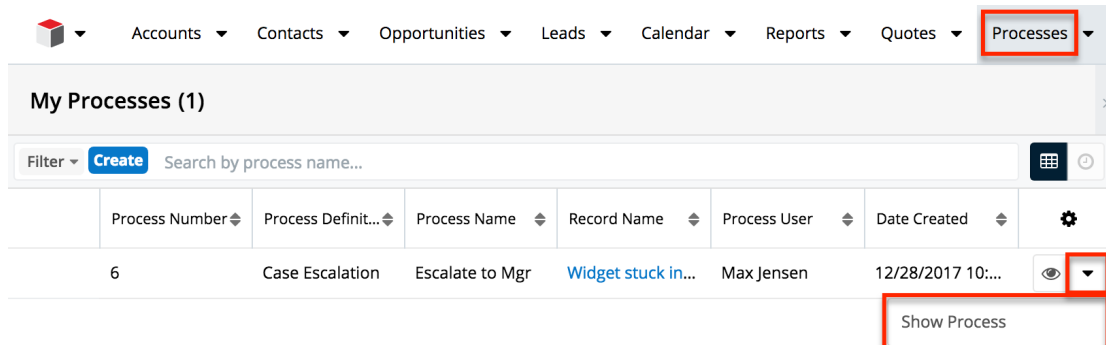 Accounts Contacts Opportunities Leads Calendar Reports Quotes Processes
My Processes (1)
Filter Create Search by process name...
Process Number Process Definit... Process Name Record Name Process User Date Created
6 Case Escalation Escalate to Mgr Widget stuck in... Max Jensen 12/28/2017 10:...
Show Process